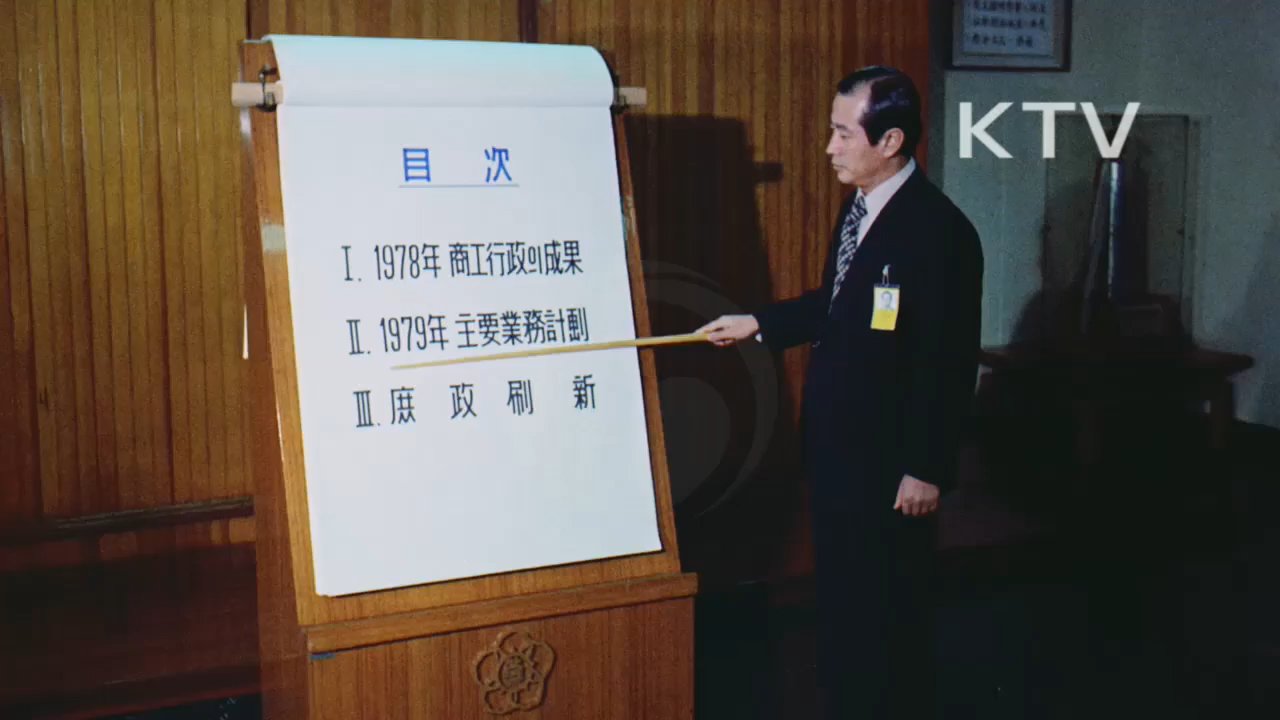 目 次
Ⅰ. 1978年 商工行政의成果
Ⅱ. 1979年 主要業務計劃
Ⅲ. 庶 政 刷 新
KTV